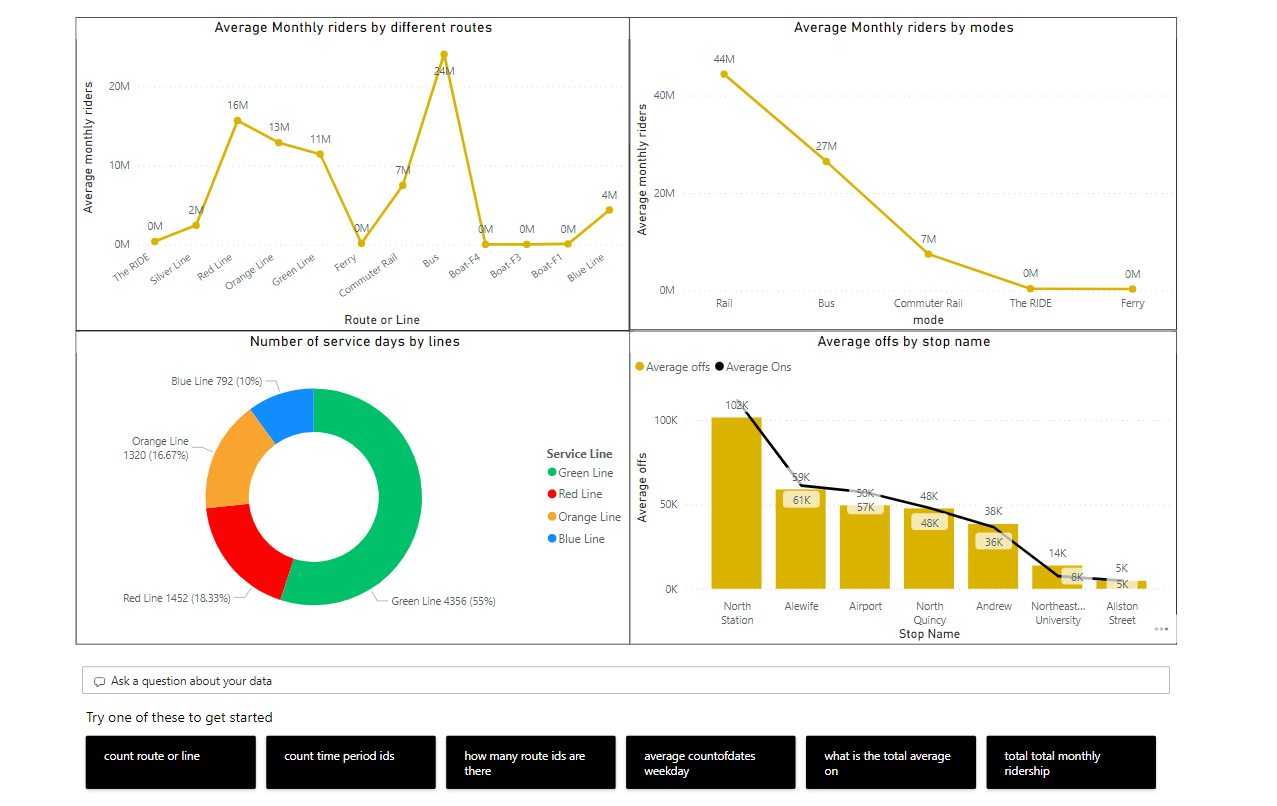 Average Monthly riders by different routes
Average monthly riders
20M
10M
0M
0M
2M
16M
13M
11M
0M
7M
24M
0M
0M
0M
4M
The RIDE
Silver Line
Red Line
Orange Line
Green Line
Ferry
Commuter Rail
Bus
Boat-F4
Boat-F3
Boat-F1
Blue Line
Route or Line
Average Monthly riders by modes
Average monthly riders
40M
20M
0M
44M
27M
7M
0M
0M
Rail
Bus
Commuter Rail
The RIDE
Ferry
mode
Number of service days by lines
Blue Line 792 (10%)
Orange Line
1320 (16.67%)
Red Line 1452 (18.33%)
Green Line 4356 (55%)
Service Line
Green Line
Red Line
Orange Line
Blue Line
Average offs by stop name
Average offs
Average Ons
Average offs
100K
50K
0K
102K
59K
61K
50K
57K
48K
48K
38K
36K
14K
8K
5K
5K
North
Station
Alewife
Airport
North
Quincy
Andrew
Northeast...
University
Allston
Street
Stop Name
Ask a question about your data
Try one of these to get started
count route or line
count time period ids
how many route ids are
there
average countofdates
weekday
what is the total average
on
total total monthly
ridership